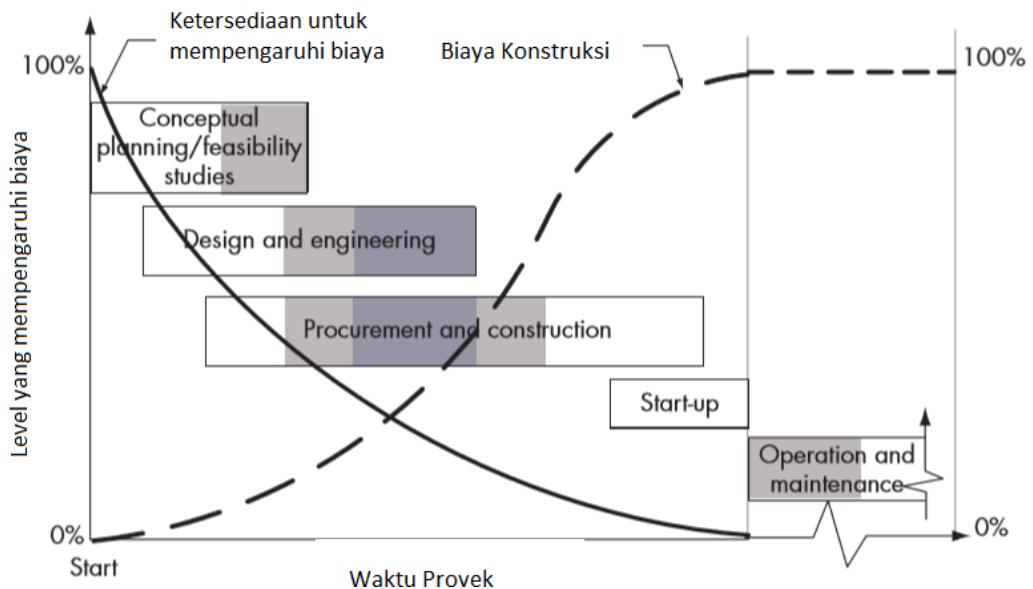 Ketersediaan untuk
mempengaruhi biaya
Biaya Konstruksi
100%
100%
Level yang mempengaruhi biaya
Conceptual
planning/feasibility
studies
Design and engineering
Procurement and construction
Start-up
Operation and
maintenance
0%
0%
Start
Waktu Provek